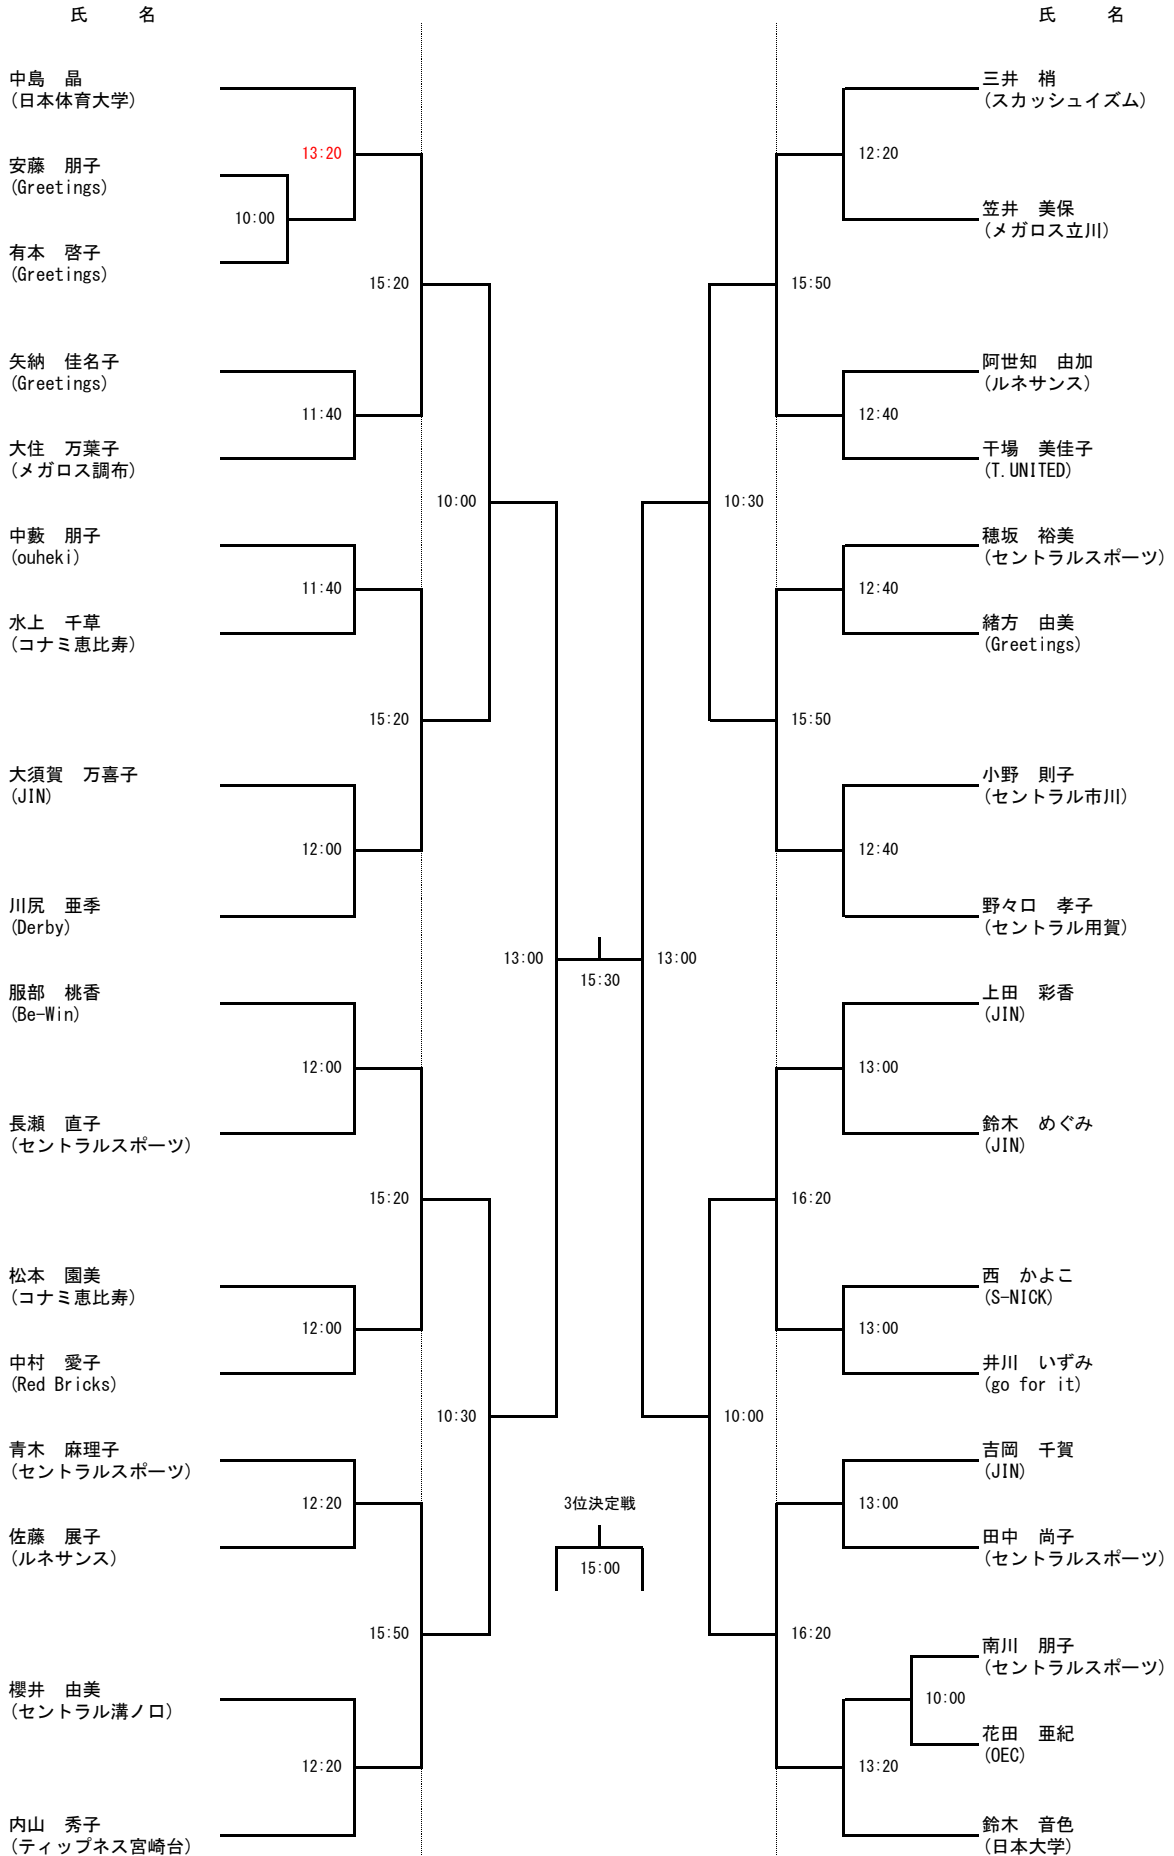 氏　名
中島　晶
(日本体育大学)
13:20
安藤　朋子
(Greetings)
10:00
有本　啓子
(Greetings)
15:20
矢納　佳名子
(Greetings)
11:40
大住　万葉子
(メガロス調布)
10:00
中藪　朋子
(ouheki)
11:40
水上　千草
(コナミ恵比寿)
15:20
大須賀　万喜子
(JIN)
12:00
川尻　亜季
(Derby)
13:00
服部　桃香
(Be-Win)
12:00
長瀬　直子
(セントラルスポーツ)
15:20
松本　園美
(コナミ恵比寿)
12:00
中村　愛子
(Red Bricks)
10:30
青木　麻理子
(セントラルスポーツ)
12:20
佐藤　展子
(ルネサンス)
15:50
櫻井　由美
(セントラル溝ノ口)
12:20
内山　秀子
(ティップネス宮崎台)
15:30
3位決定戦
15:00
氏　名
三井　梢
(スカッシュイズム)
12:20
笠井　美保
(メガロス立川)
15:50
阿世知　由加
(ルネサンス)
12:40
干場　美佳子
(T.UNITED)
10:30
穂坂　裕美
(セントラルスポーツ)
12:40
緒方　由美
(Greetings)
15:50
小野　則子
(セントラル市川)
12:40
野々口　孝子
(セントラル用賀)
13:00
上田　彩香
(JIN)
13:00
鈴木　めぐみ
(JIN)
16:20
西　かよこ
(S-NICK)
13:00
井川　いずみ
(go for it)
10:00
吉岡　千賀
(JIN)
13:00
田中　尚子
(セントラルスポーツ)
16:20
南川　朋子
(セントラルスポーツ)
10:00
花田　亜紀
(OEC)
13:20
鈴木　音色
(日本大学)